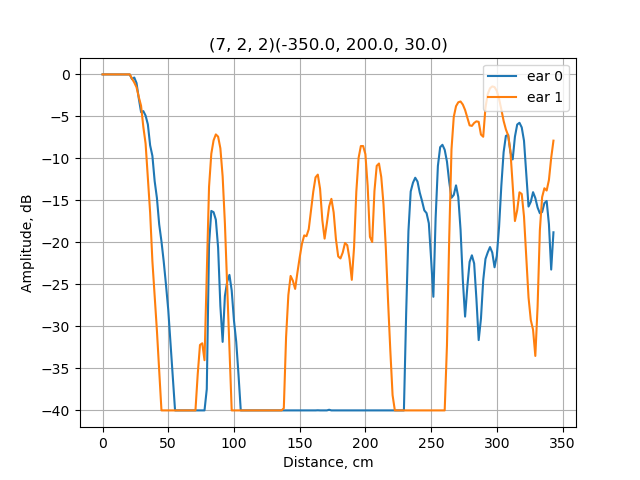 (7, 2, 2)(-350.0, 200.0, 30.0)
ear 0
ear 1
Amplitude, dB
0
−5
−10
−15
−20
−25
−30
−35
−40
0 50 100 150 200 250 300 350
Distance, cm